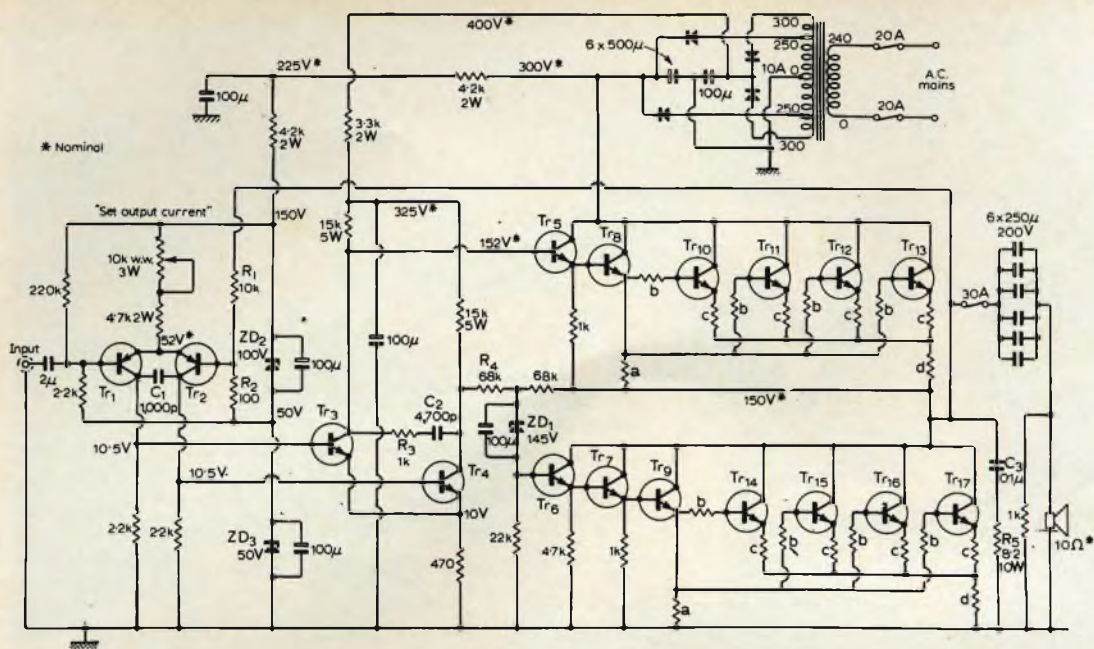 400V*
300
250
10A 0
250
300
240
0
20A
20A
A.C.
mains
6 x 500μ
100μ
225V*
300V*
4·2k
2W
100μ
4·2k
2W
3·3k
2W
* Nominal
"Set output current"
150V
325V*
15k
5W
152V*
10k w.w.
3W
R1
10k
220k
4·7k 2W
52V*
Input
2μ
Tr1
C1
1,000p
Tr2
R2
100
2·2k
ZD2
100V
100μ
50V
10·5V
10·5V
2·2k
2·2k
ZD3
50V
100μ
100μ
15k
5W
Tr3
R3
1k
C2
4,700p
Tr4
10V
470
R4
68k
68k
100μ
ZD1
145V
22k
Tr5
Tr8
Tr10
Tr11
Tr12
Tr13
1k
b
b
b
b
c
c
c
c
a
d
150V*
Tr6
Tr7
Tr9
Tr14
Tr15
Tr16
Tr17
b
b
b
b
c
c
c
c
4·7k
1k
a
d
30A
6 x 250μ
200V
C3
R5
8·2
10W
1k
10Ω*